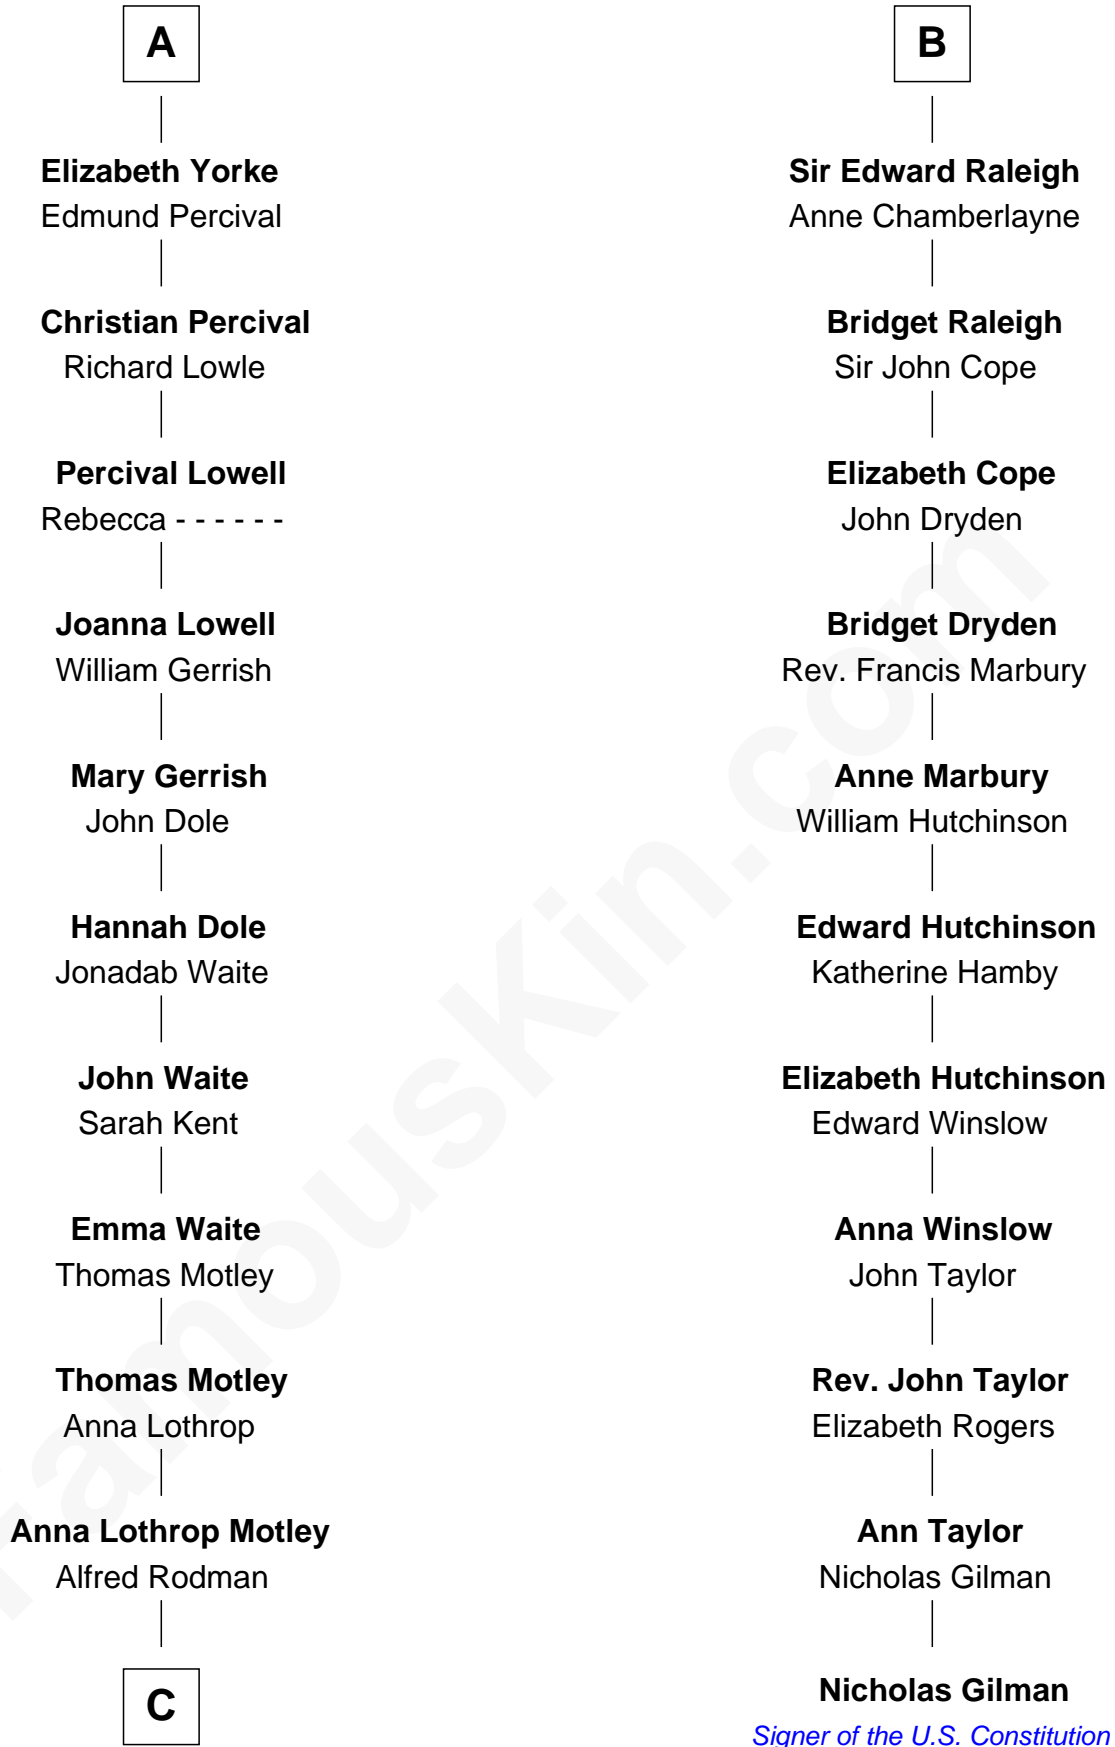 A
Elizabeth Yorke
Edmund Percival
Christian Percival
Richard Lowle
Percival Lowell
Rebecca - - - - - -
Joanna Lowell
William Gerrish
Mary Gerrish
John Dole
Hannah Dole
Jonadab Waite
John Waite
Sarah Kent
Emma Waite
Thomas Motley
Thomas Motley
Anna Lothrop
Anna Lothrop Motley
Alfred Rodman
C
B
Sir Edward Raleigh
Anne Chamberlayne
Bridget Raleigh
Sir John Cope
Elizabeth Cope
John Dryden
Bridget Dryden
Rev. Francis Marbury
Anne Marbury
William Hutchinson
Edward Hutchinson
Katherine Hamby
Elizabeth Hutchinson
Edward Winslow
Anna Winslow
John Taylor
Rev. John Taylor
Elizabeth Rogers
Ann Taylor
Nicholas Gilman
Nicholas Gilman
Signer of the U.S. Constitution
FamousKin.com